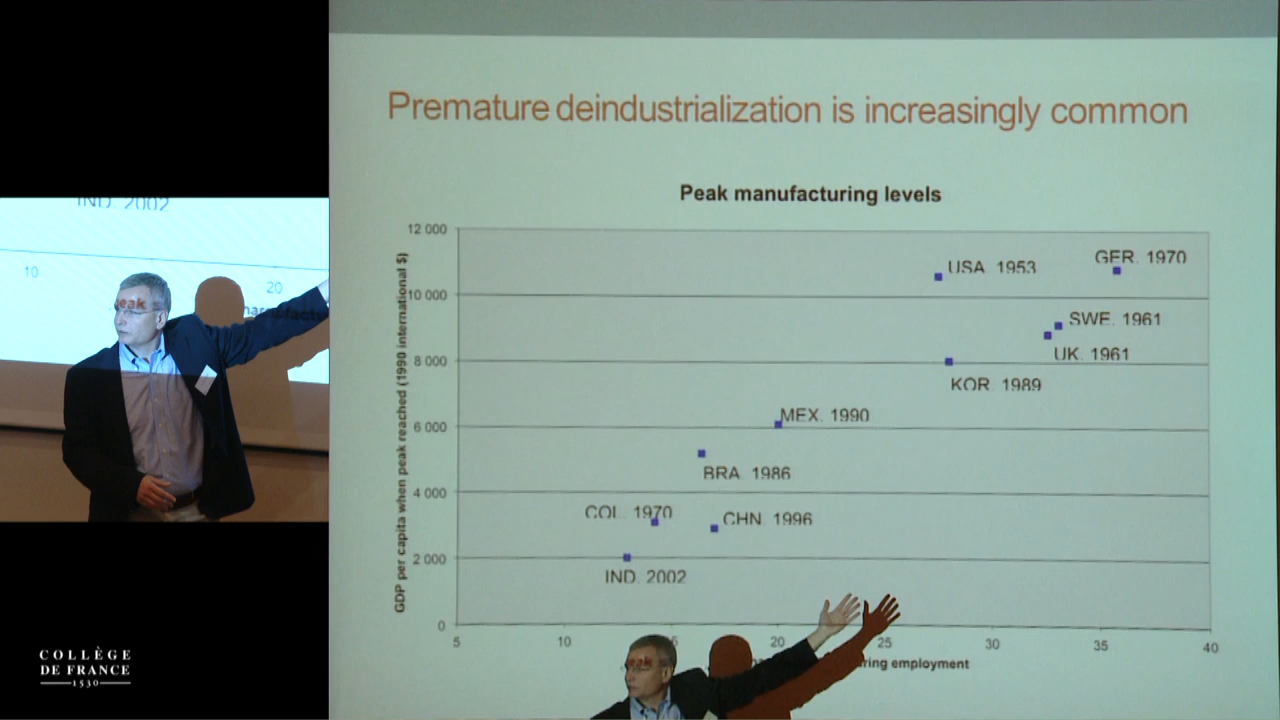 Premature deindustrialization is increasingly common
Peak manufacturing levels
GDP per capita when peak reached (1990 international $)
12 000
10 000
8 000
6 000
4 000
2 000
0
USA. 1953
GER. 1970
SWE. 1961
UK. 1961
KOR. 1989
MEX. 1990
BRA. 1986
COL. 1970
CHN. 1996
IND. 2002
5
10
20
25
30
35
40
employment
IND. 2002
10
20
COLLÈGE
DE FRANCE
1530